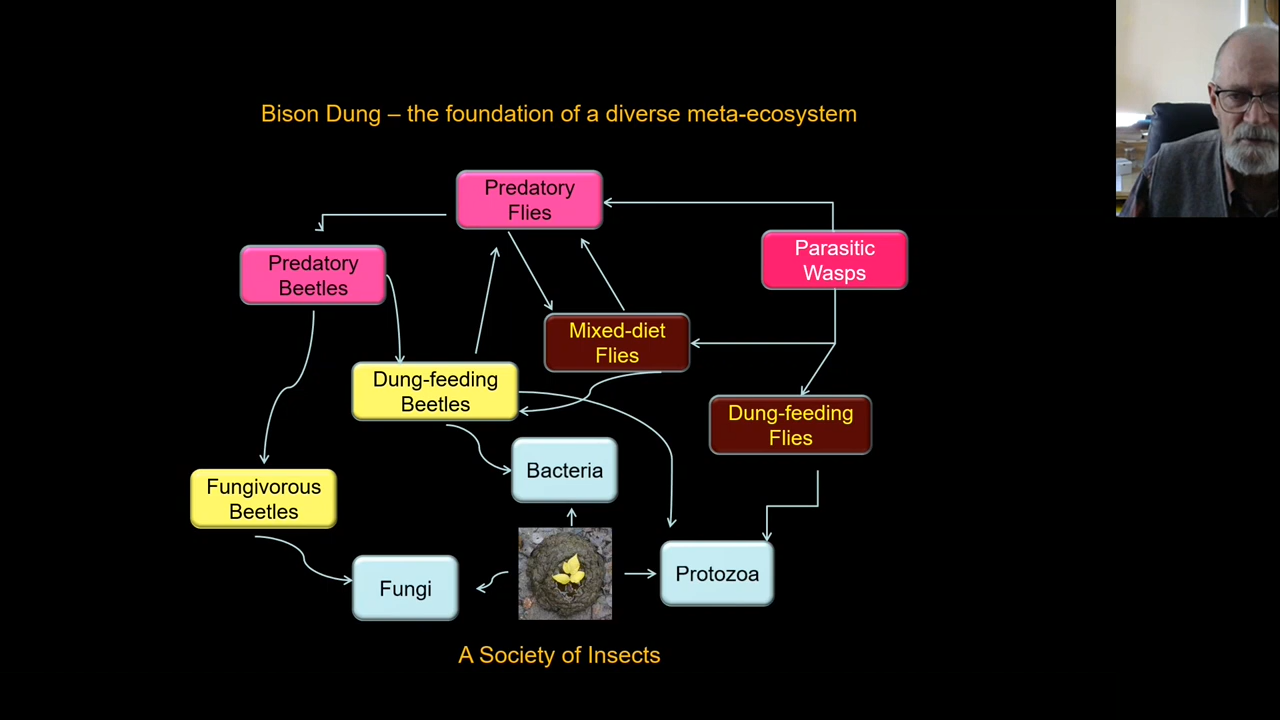 Bison Dung – the foundation of a diverse meta-ecosystem
Predatory
Flies
Parasitic
Wasps
Predatory
Beetles
Mixed-diet
Flies
Dung-feeding
Beetles
Dung-feeding
Flies
Bacteria
Fungivorous
Beetles
Fungi
Protozoa
A Society of Insects